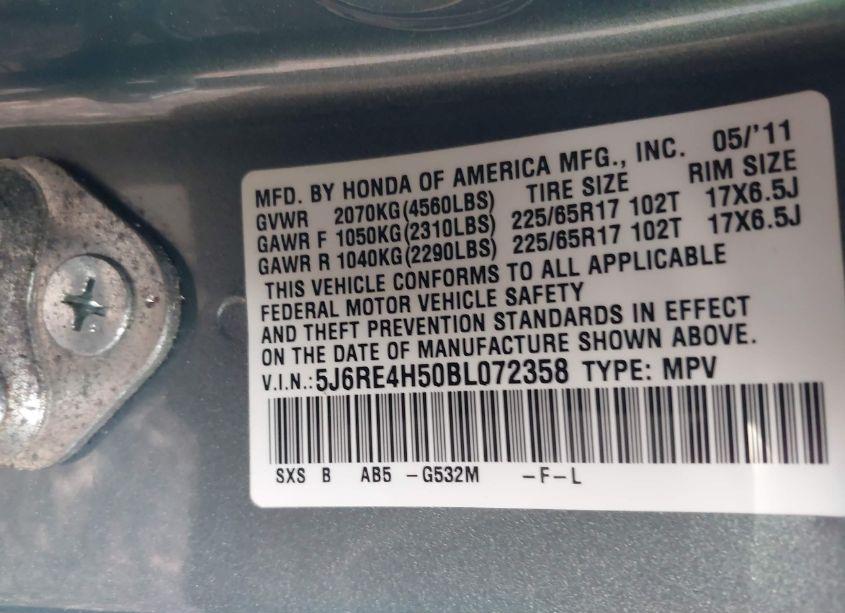 MFD. BY HONDA OF AMERICA MFG., INC. 05/'11
GVWR 2070KG(4560LBS) TIRE SIZE RIM SIZE
GAWR F 1050KG(2310LBS) 225/65R17 102T 17X6.5J
GAWR R 1040KG(2290LBS) 225/65R17 102T 17X6.5J
THIS VEHICLE CONFORMS TO ALL APPLICABLE
FEDERAL MOTOR VEHICLE SAFETY
AND THEFT PREVENTION STANDARDS IN EFFECT
ON THE DATE OF MANUFACTURE SHOWN ABOVE.
V.I.N.:5J6RE4H50BL072358 TYPE: MPV
SXS B AB5 -G532M -F-L